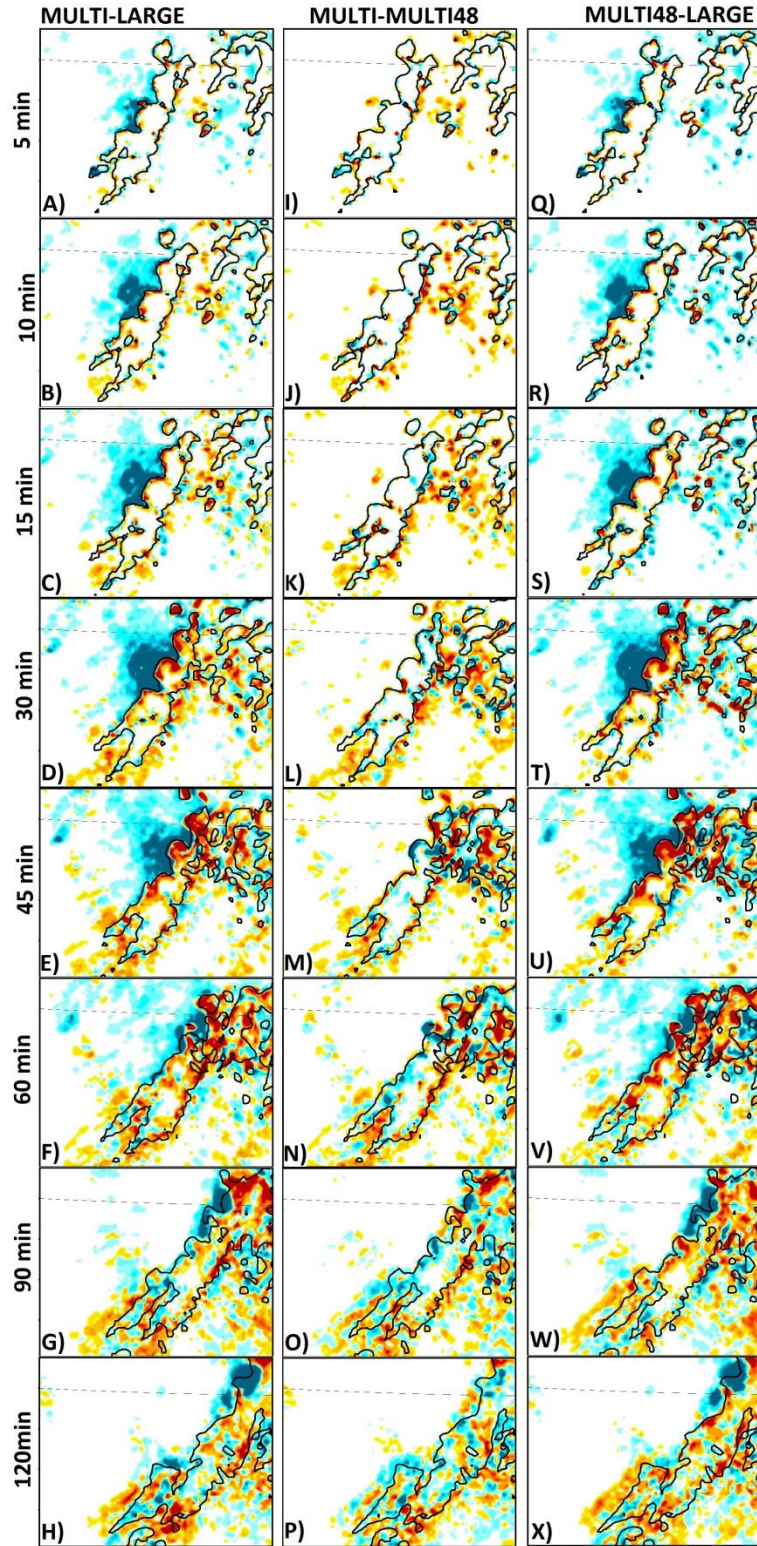 MULTI-LARGE MULTI-MULTI48 MULTI48-LARGE
5 min
A) I) Q)
10 min
B) J) R)
15 min
C) K) S)
30 min
D) L) T)
45 min
E) M) U)
60 min
F) N) V)
90 min
G) O) W)
120min
H) P) X)